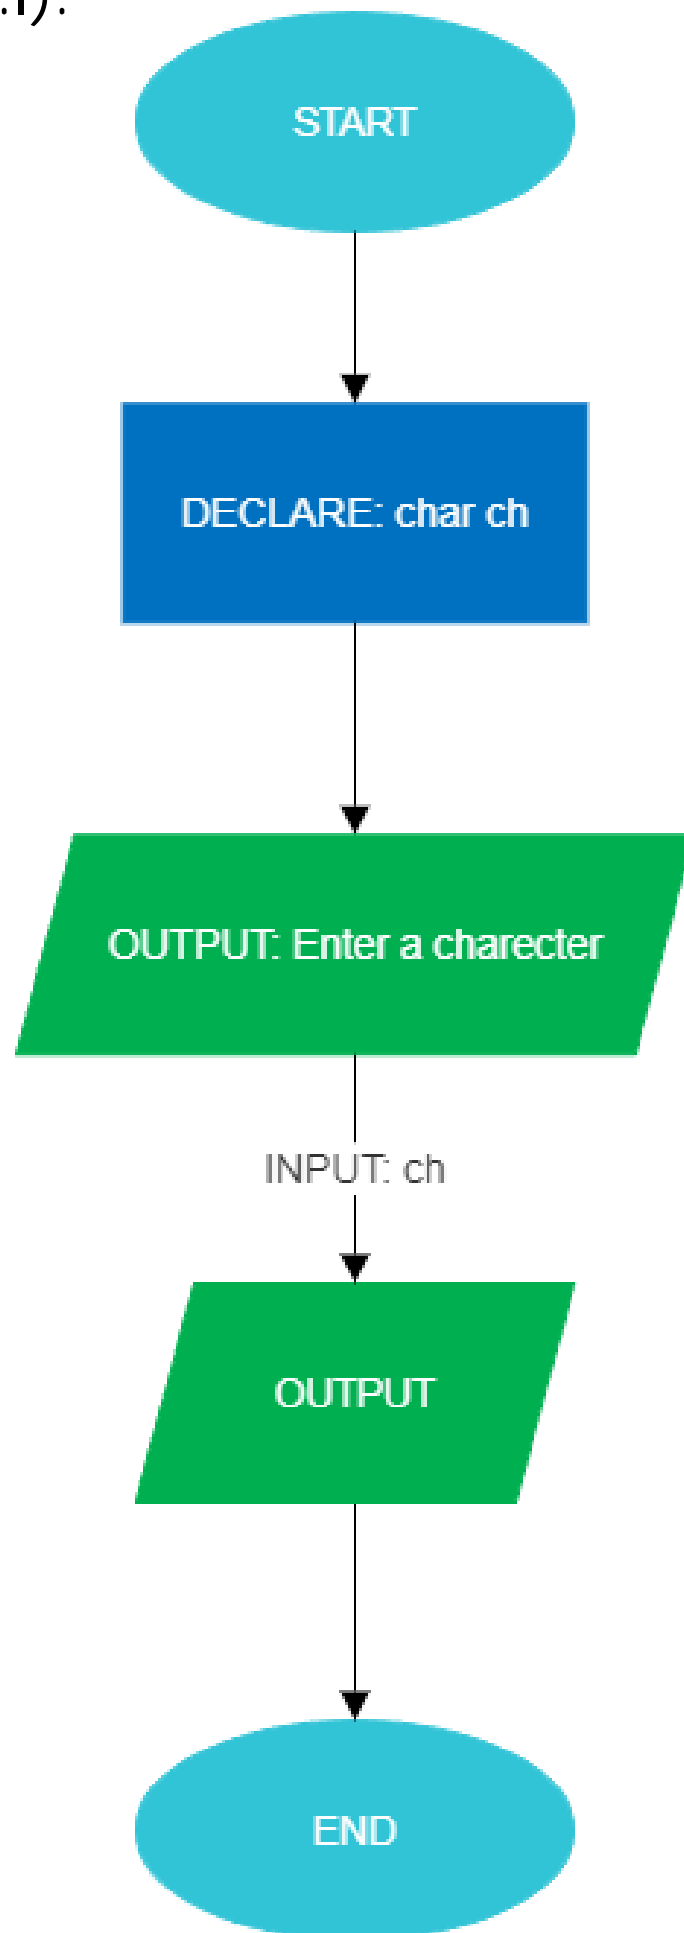 START
DECLARE: char ch
OUTPUT: Enter a charecter
INPUT: ch
OUTPUT
END